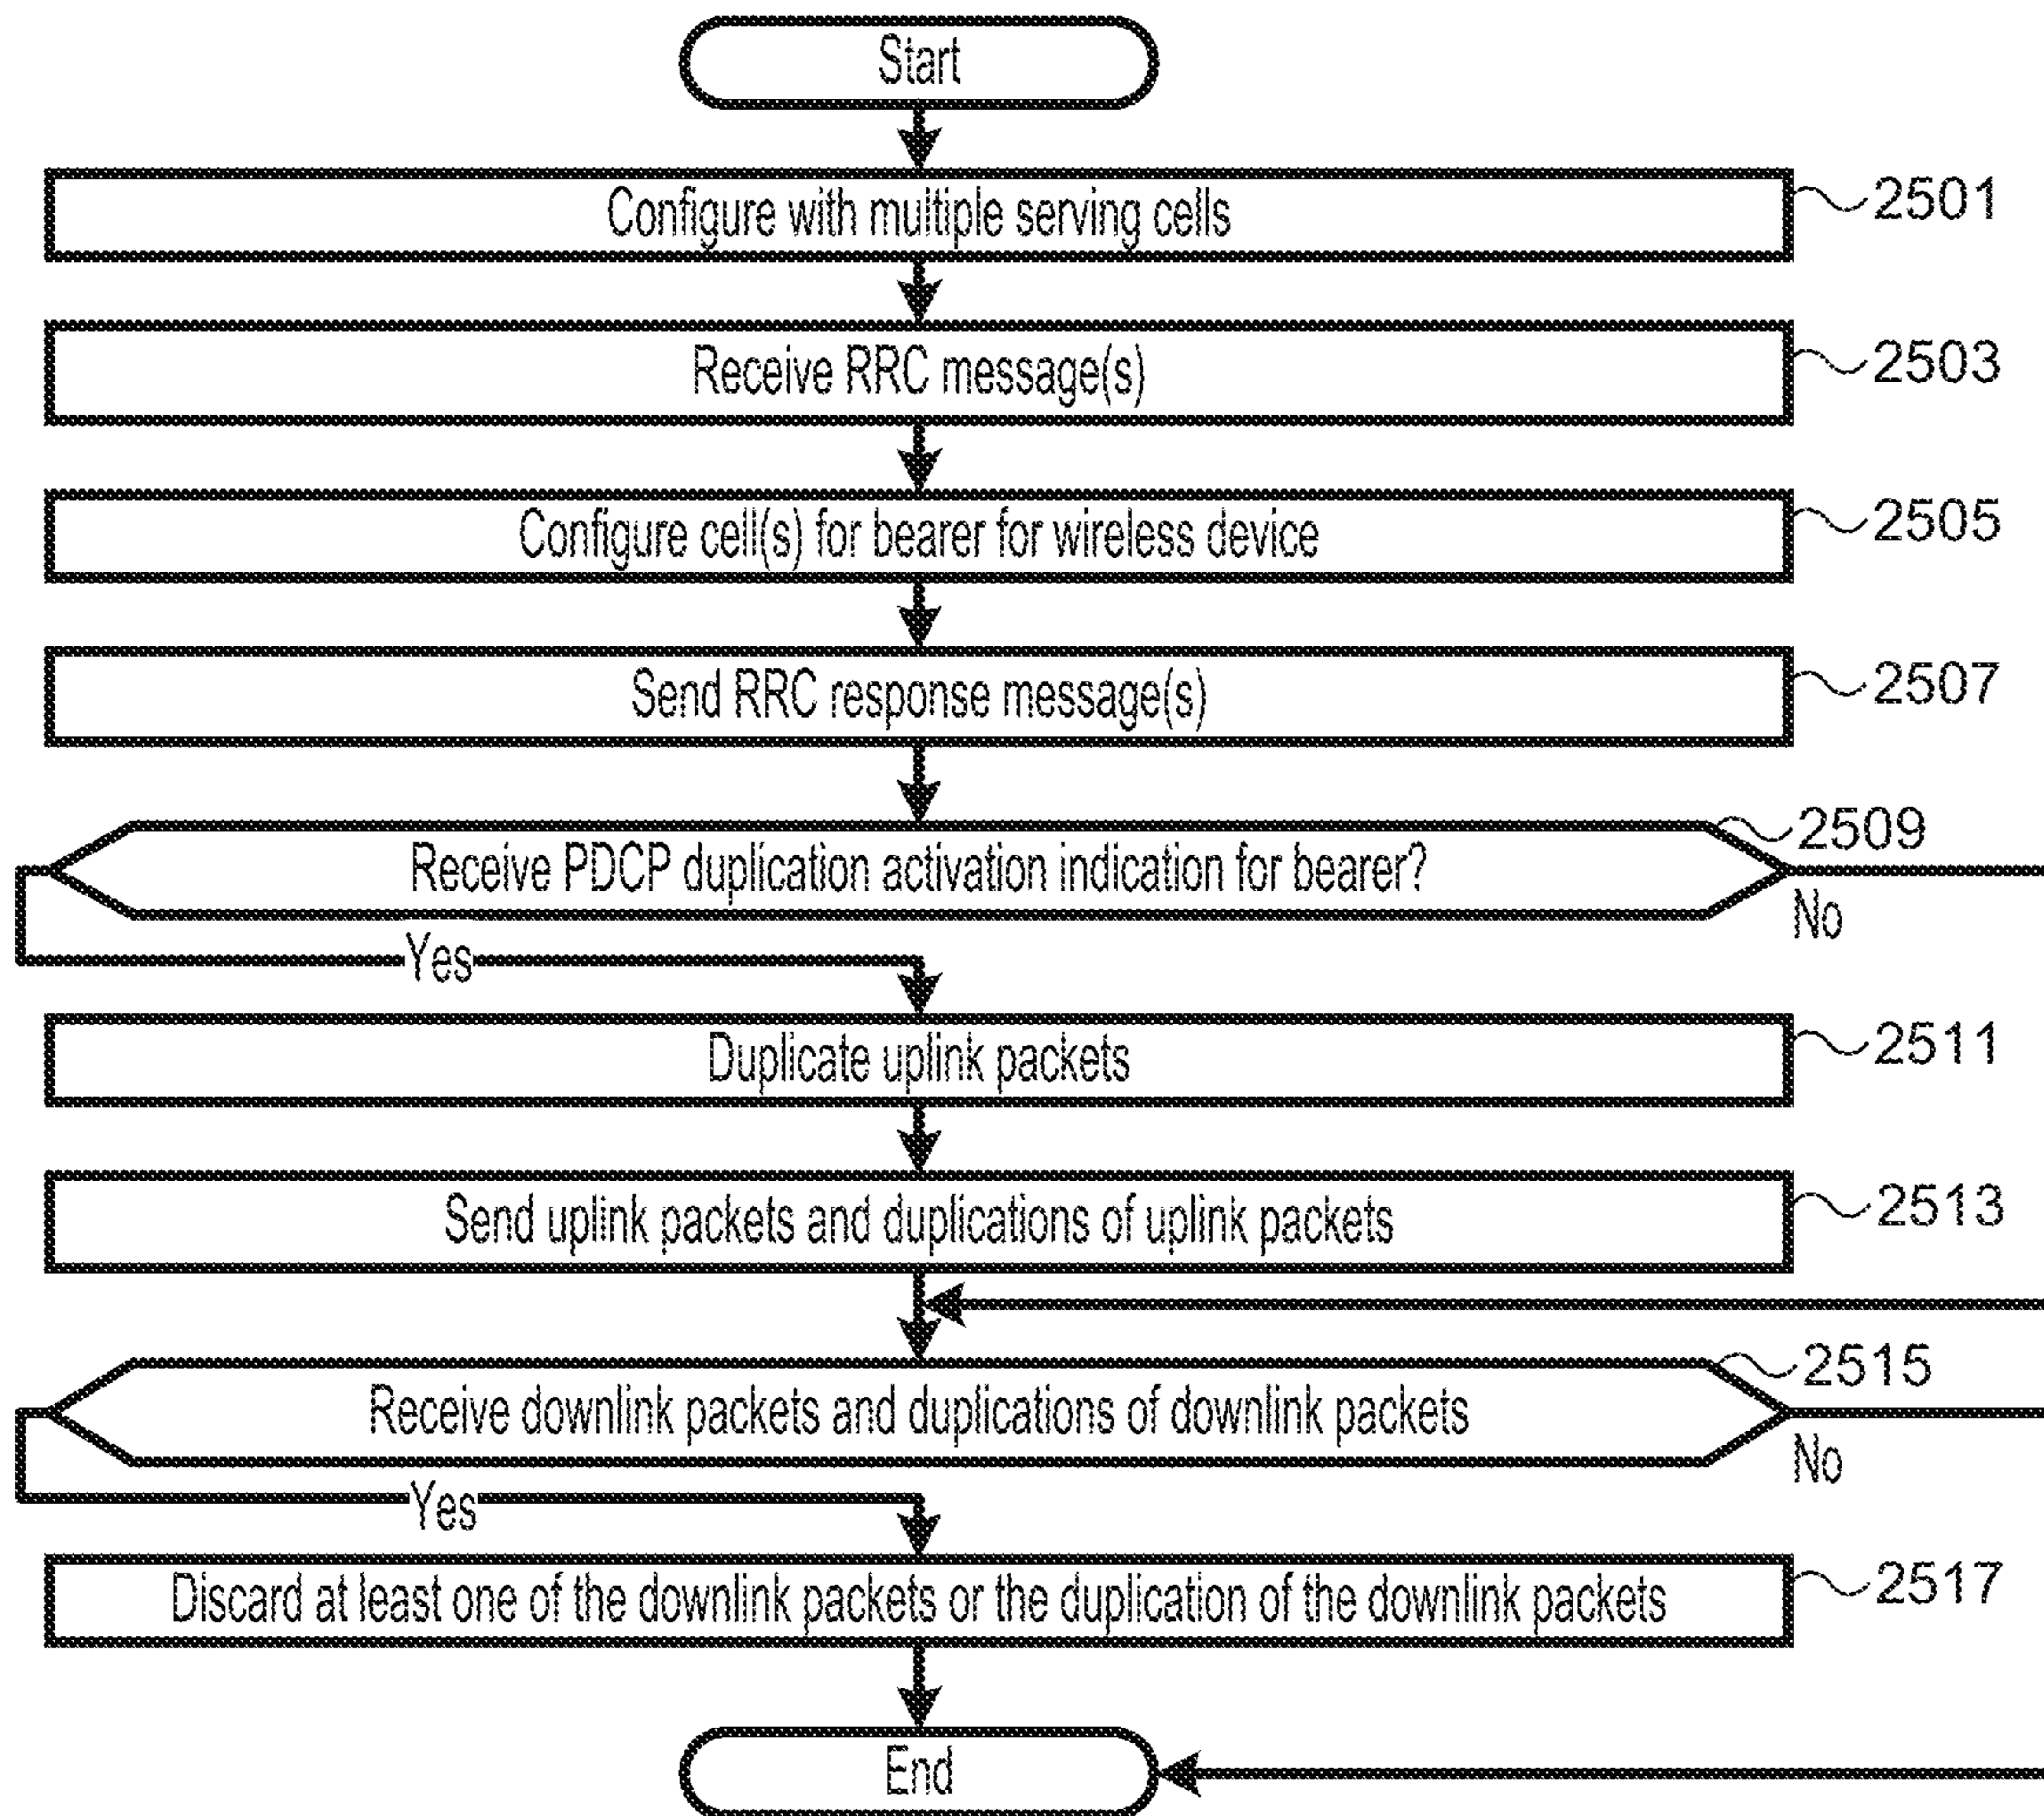 Start
Configure with multiple serving cells
2501
Receive RRC message(s)
2503
Configure cell(s) for bearer for wireless device
2505
Send RRC response message(s)
2507
Receive PDCP duplication activation indication for bearer?
2509
No
Yes
Duplicate uplink packets
2511
Send uplink packets and duplications of uplink packets
2513
Receive downlink packets and duplications of downlink packets
2515
No
Yes
Discard at least one of the downlink packets or the duplication of the downlink packets
2517
End